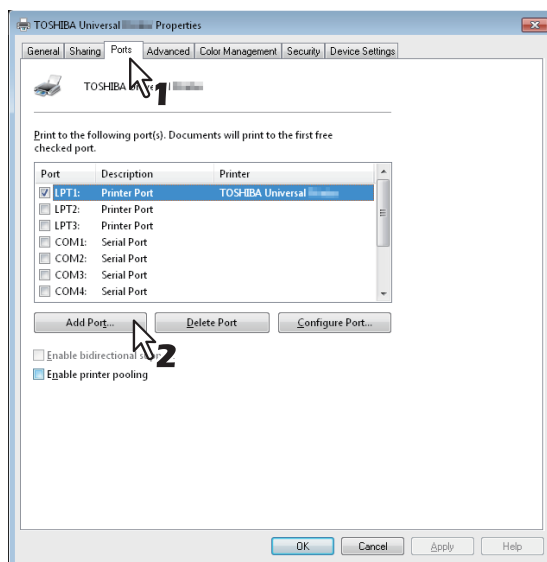 TOSHIBA Universal Properties
General Sharing Ports Advanced Color Management Security Device Settings
1
TOSHIBA
Print to the following port(s). Documents will print to the first free
checked port.
Port Description Printer
LPT1: Printer Port TOSHIBA Universal
LPT2: Printer Port
LPT3: Printer Port
COM1: Serial Port
COM2: Serial Port
COM3: Serial Port
COM4: Serial Port
Add Port... Delete Port Configure Port...
2
Enable bidirectional
Enable printer pooling
OK Cancel Apply Help